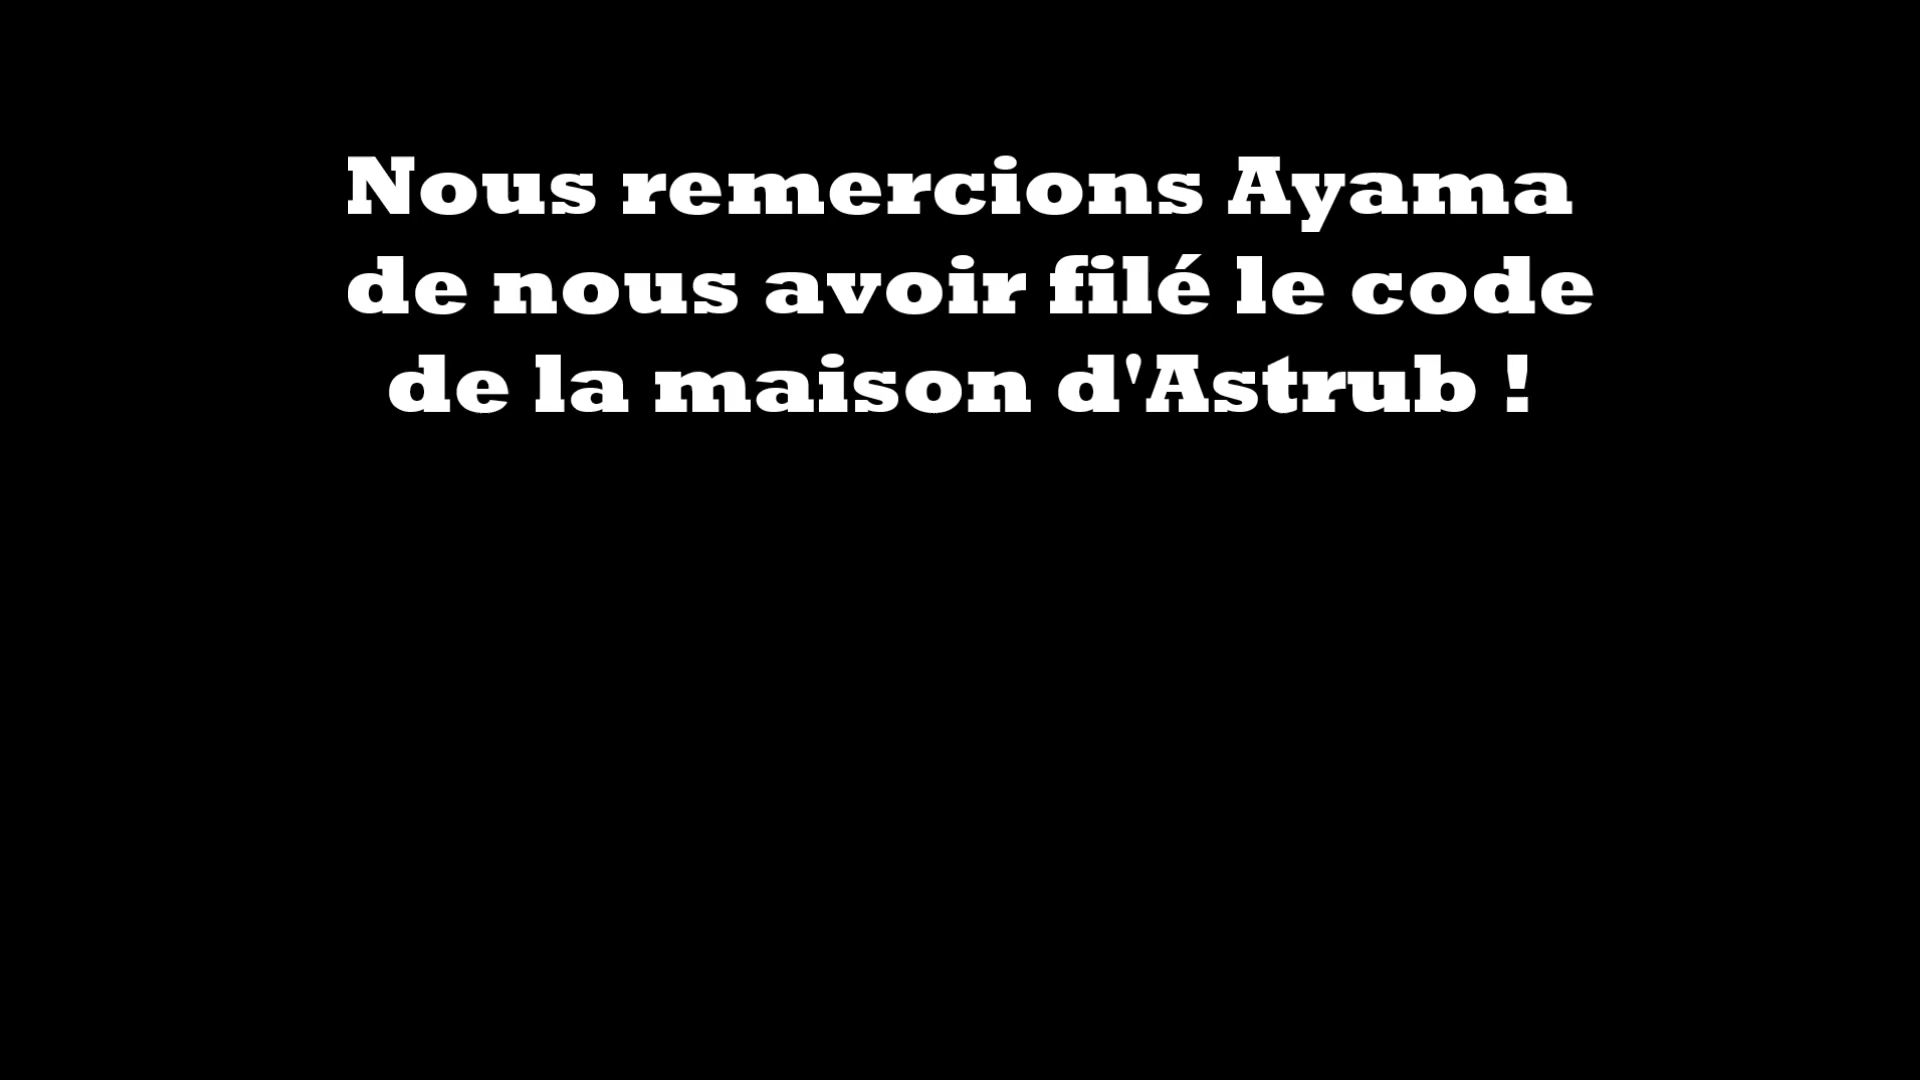 Nous remercions Ayama
de nous avoir filé le code
de la maison d'Astrub !